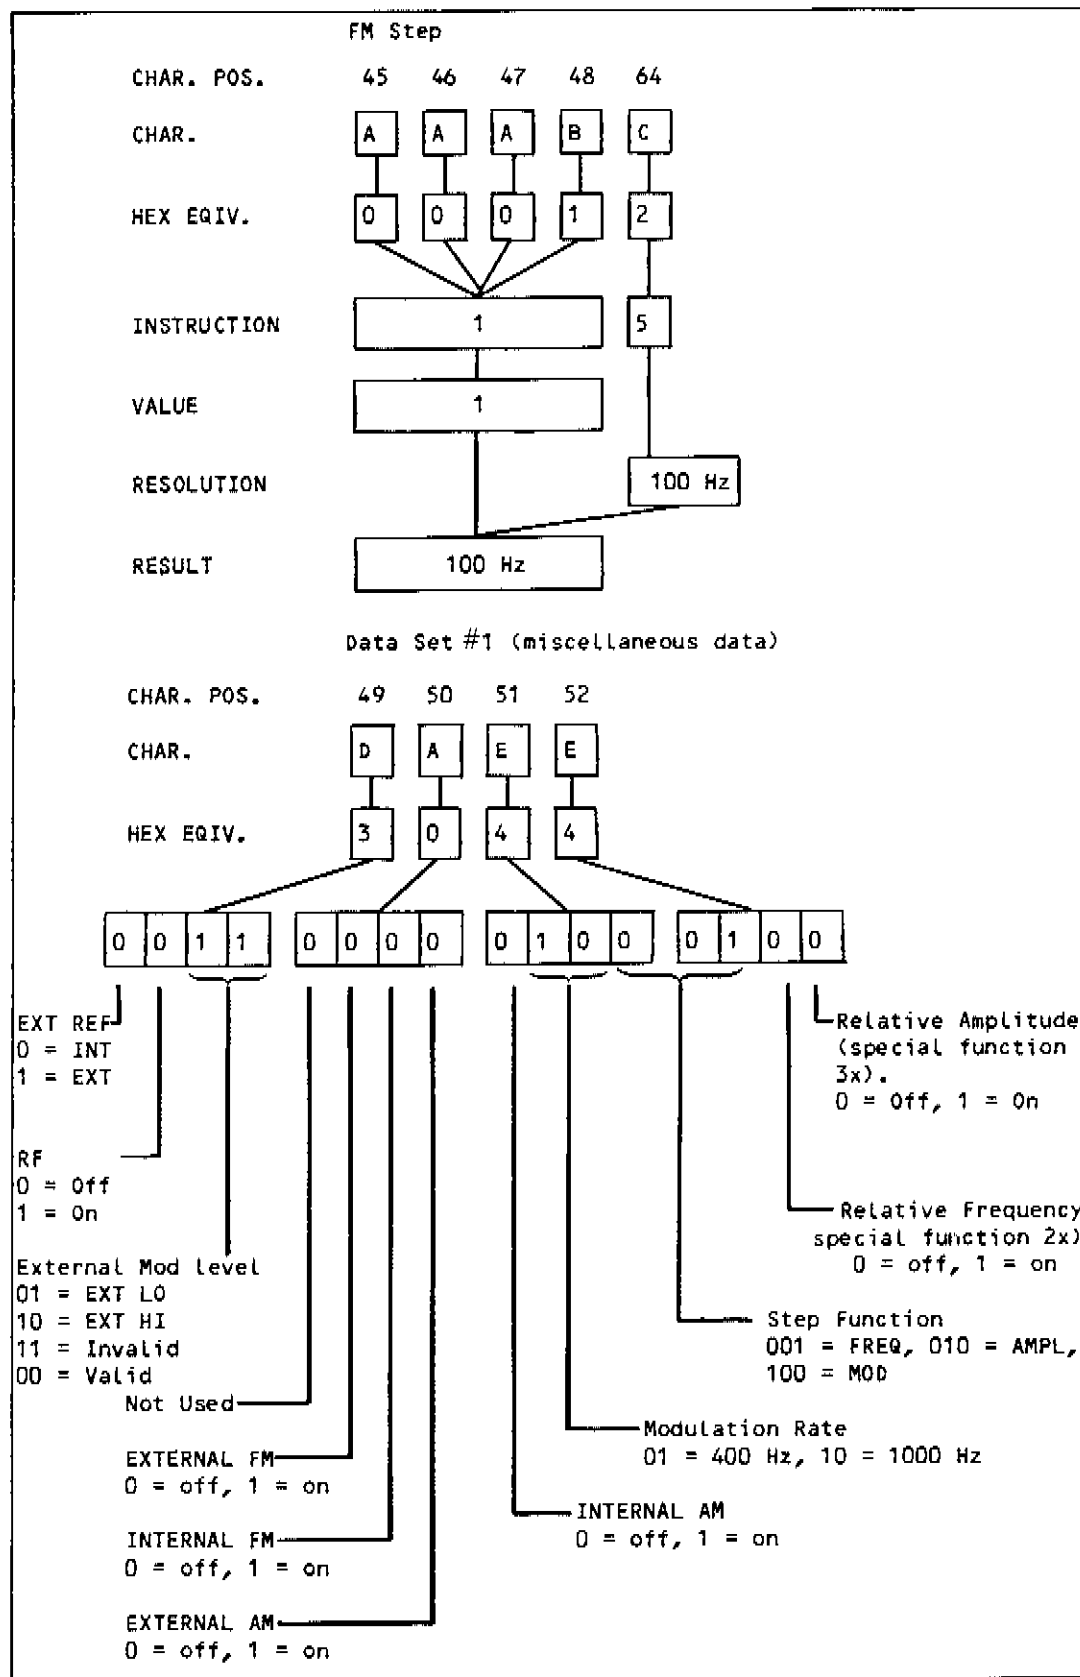 FM Step
CHAR. POS. 45 46 47 48 64
CHAR. A A A B C
HEX EQIV. 0 0 0 1 2
INSTRUCTION 1 5
VALUE 1
RESOLUTION 100 Hz
RESULT 100 Hz
Data Set #1 (miscellaneous data)
CHAR. POS. 49 50 51 52
CHAR. D A E E
HEX EQIV. 3 0 4 4
0 0 1 1 0 0 0 0 0 1 0 0 0 1 0 0
EXT REF
0 = INT
1 = EXT
RF
0 = Off
1 = On
External Mod level
01 = EXT LO
10 = EXT HI
11 = Invalid
00 = Valid
Not Used
EXTERNAL FM
0 = off, 1 = on
INTERNAL FM
0 = off, 1 = on
EXTERNAL AM
0 = off, 1 = on
INTERNAL AM
0 = off, 1 = on
Modulation Rate
01 = 400 Hz, 10 = 1000 Hz
Step Function
001 = FREQ, 010 = AMPL,
100 = MOD
Relative Frequency
special function 2x)
0 = off, 1 = on
Relative Amplitude
(special function
3x).
0 = Off, 1 = On